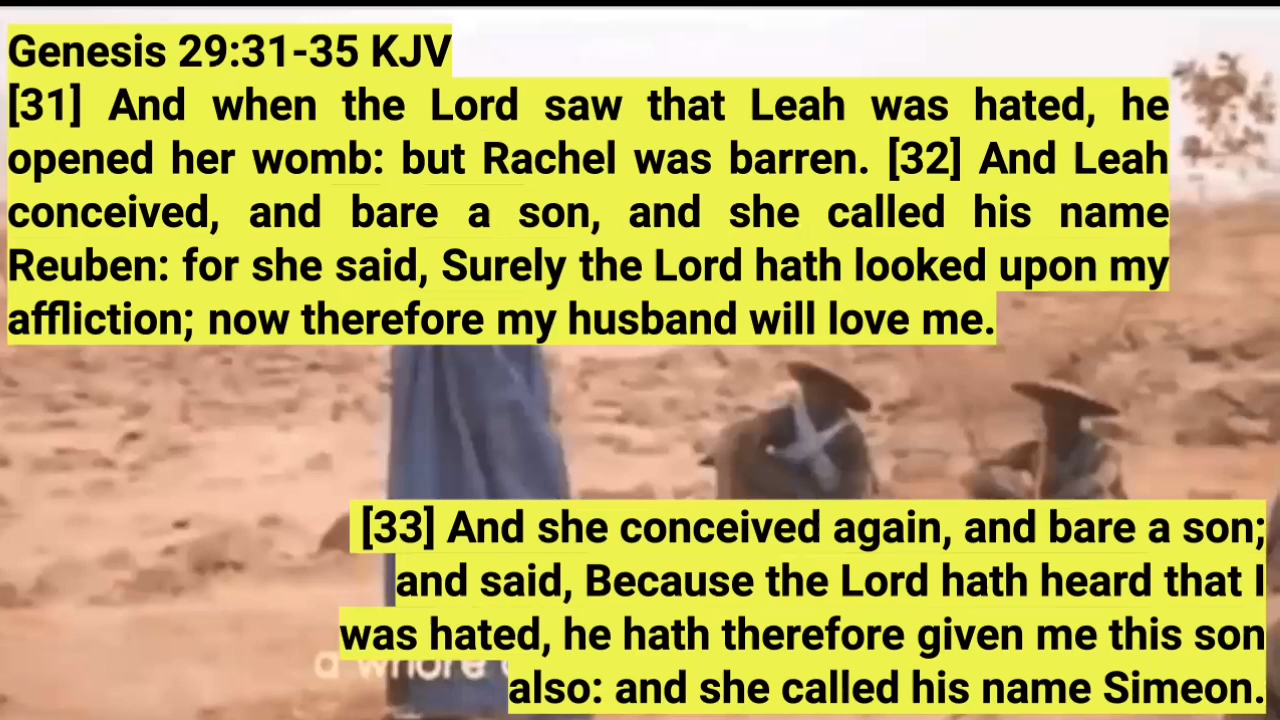 Genesis 29:31-35 KJV
[31] And when the Lord saw that Leah was hated, he
opened her womb: but Rachel was barren. [32] And Leah
conceived, and bare a son, and she called his name
Reuben: for she said, Surely the Lord hath looked upon my
affliction; now therefore my husband will love me.
[33] And she conceived again, and bare a son;
and said, Because the Lord hath heard that I
was hated, he hath therefore given me this son
a whore
also: and she called his name Simeon.